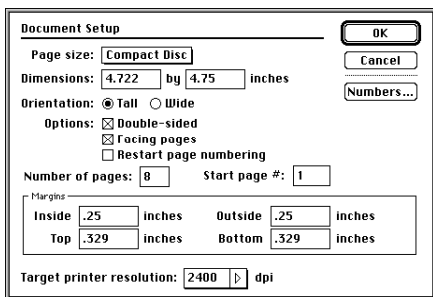 Document Setup
OK
Page size: Compact Disc
Cancel
Dimensions: 4.722 by 4.75 inches
Numbers...
Orientation: Tall Wide
Options: Double-sided
Facing pages
Restart page numbering
Number of pages: 8 Start page #: 1
Margins
Inside .25 inches Outside .25 inches
Top .329 inches Bottom .329 inches
Target printer resolution: 2400 dpi